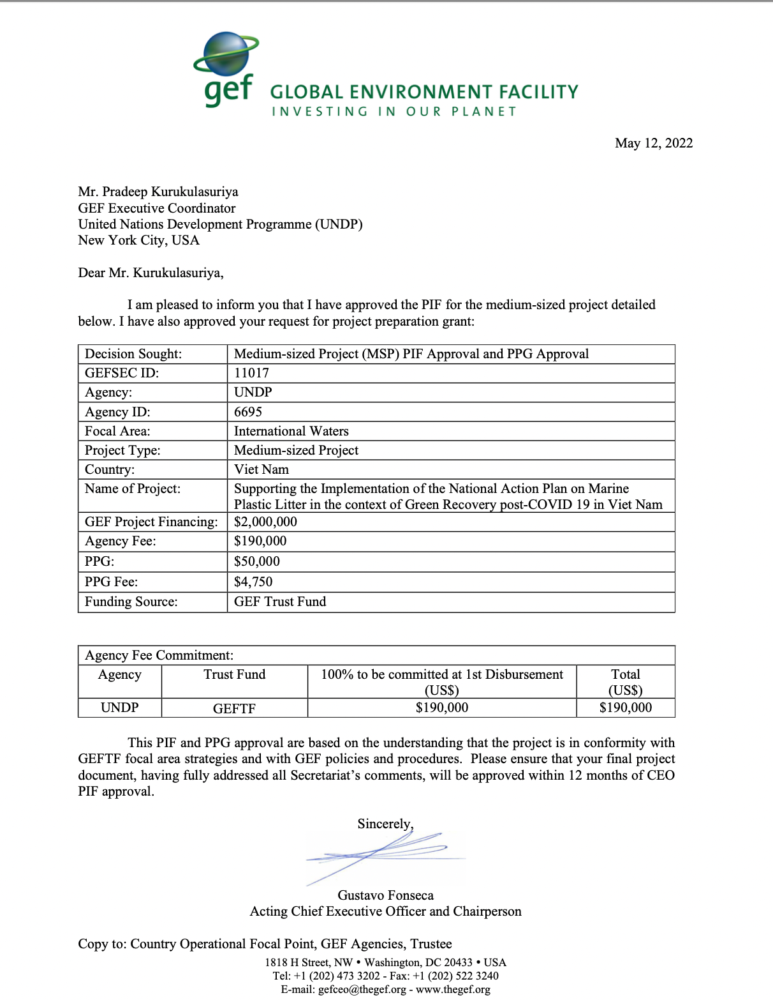 gef GLOBAL ENVIRONMENT FACILITY
INVESTING IN OUR PLANET
May 12, 2022
Mr. Pradeep Kurukulasuriya
GEF Executive Coordinator
United Nations Development Programme (UNDP)
New York City, USA
Dear Mr. Kurukulasuriya,
I am pleased to inform you that I have approved the PIF for the medium-sized project detailed
below. I have also approved your request for project preparation grant:
Decision Sought: Medium-sized Project (MSP) PIF Approval and PPG Approval
GEFSEC ID: 11017
Agency: UNDP
Agency ID: 6695
Focal Area: International Waters
Project Type: Medium-sized Project
Country: Viet Nam
Name of Project: Supporting the Implementation of the National Action Plan on Marine
Plastic Litter in the context of Green Recovery post-COVID 19 in Viet Nam
GEF Project Financing: $2,000,000
Agency Fee: $190,000
PPG: $50,000
PPG Fee: $4,750
Funding Source: GEF Trust Fund
Agency Fee Commitment:
Agency Trust Fund 100% to be committed at 1st Disbursement Total
(US$) (US$)
UNDP GEFTF $190,000 $190,000
This PIF and PPG approval are based on the understanding that the project is in conformity with
GEFTF focal area strategies and with GEF policies and procedures.  Please ensure that your final project
document, having fully addressed all Secretariat's comments, will be approved within 12 months of CEO
PIF approval.
Sincerely,
Gustavo Fonseca
Acting Chief Executive Officer and Chairperson
Copy to: Country Operational Focal Point, GEF Agencies, Trustee
1818 H Street, NW • Washington, DC 20433 • USA
Tel: +1 (202) 473 3202 - Fax: +1 (202) 522 3240
E-mail: gefceo@thegef.org - www.thegef.org